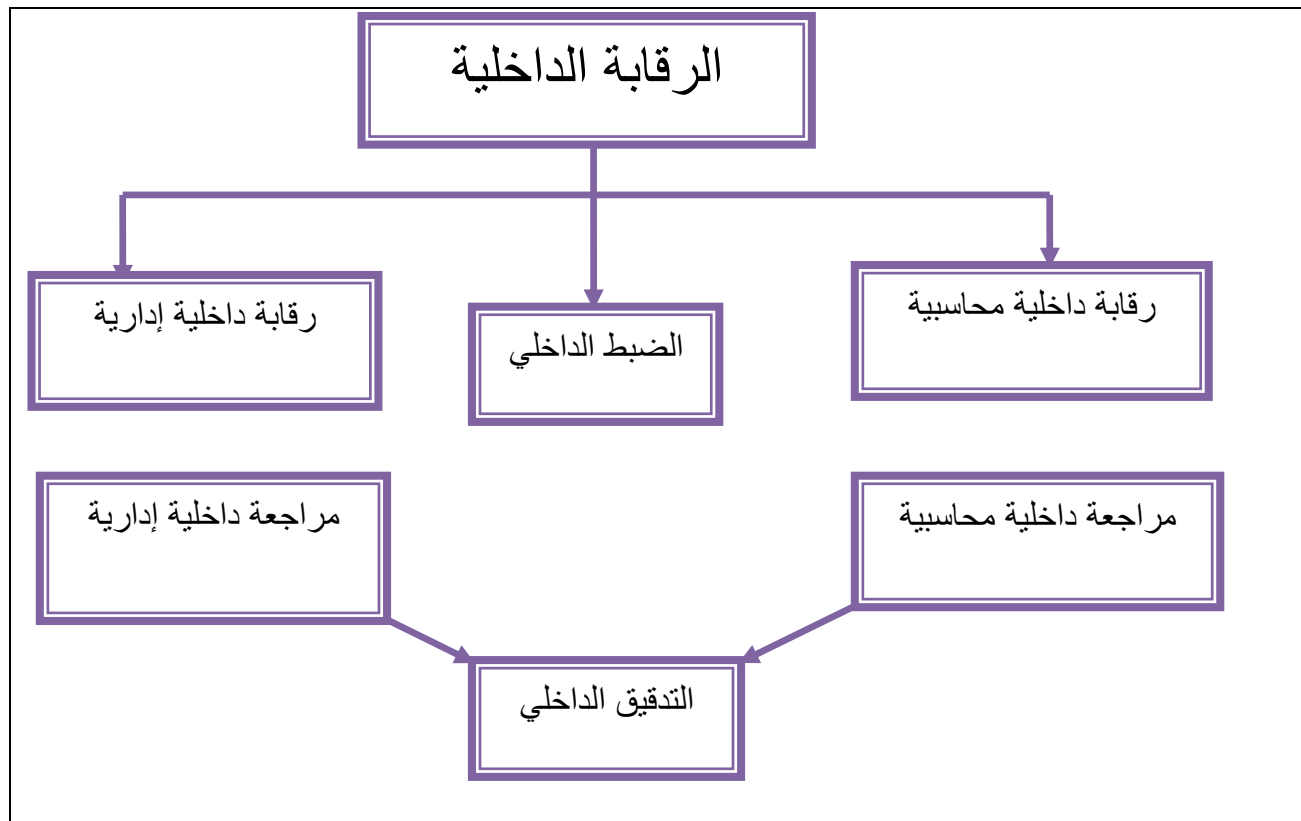 الرقابة الداخلية
رقابة داخلية محاسبية
الضبط الداخلي
رقابة داخلية إدارية
مراجعة داخلية محاسبية
مراجعة داخلية إدارية
التدقيق الداخلي